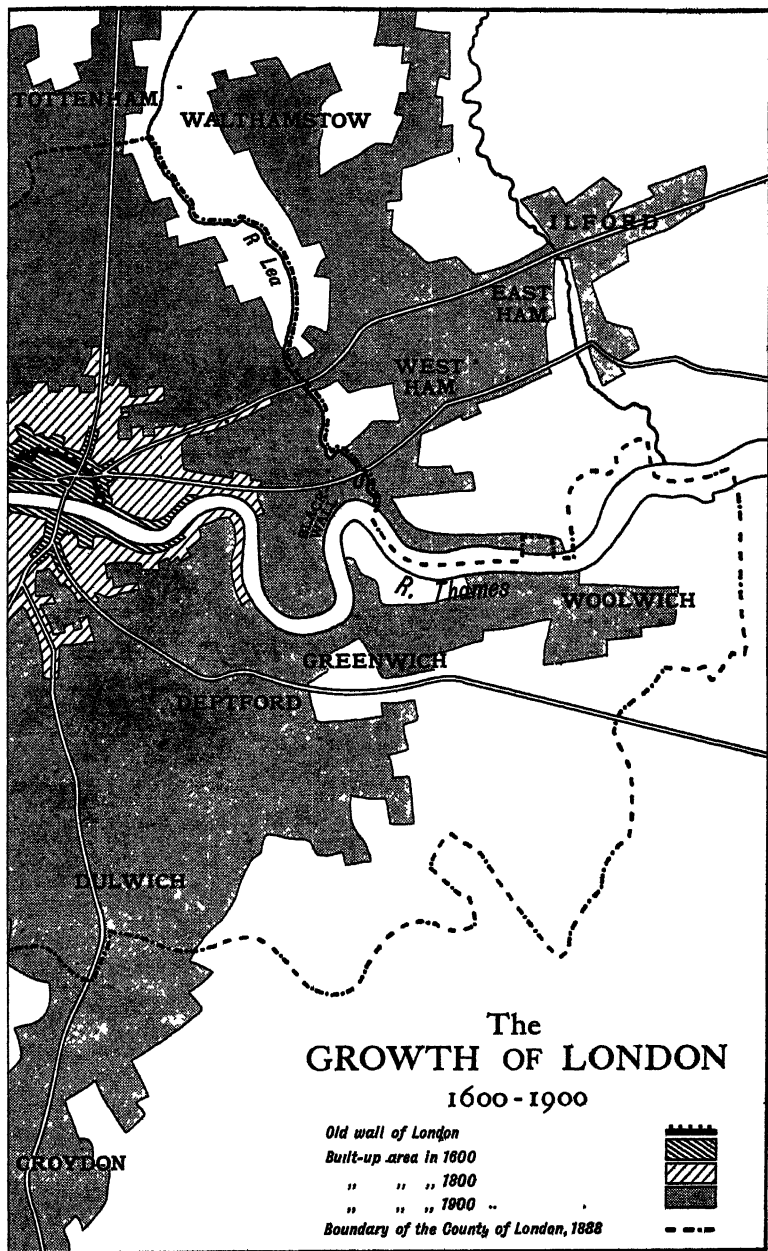 TOTTENHAM
WALTHAMSTOW
ILFORD
R Lea
EAST
HAM
WEST
HAM
BLACK
WALL
R. Thames
WOOLWICH
GREENWICH
DEPTFORD
DULWICH
CROYDON
The
GROWTH OF LONDON
1600-1900
Old wall of London
Built-up area in 1600
„ „ „ 1800
„ „ „ 1900 „
Boundary of the County of London, 1888